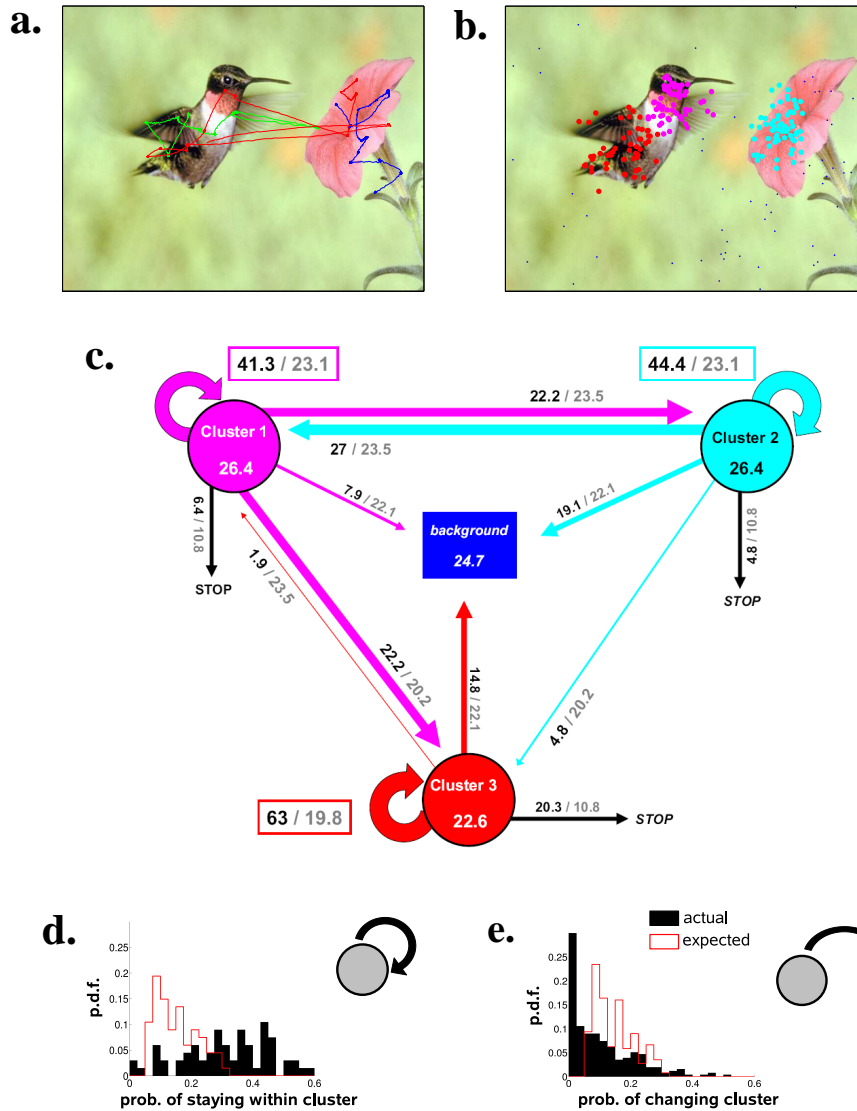 a.
b.
c.
41.3 / 23.1
44.4 / 23.1
22.2 / 23.5
Cluster 1
26.4
27 / 23.5
Cluster 2
26.4
7.9 / 22.1
19.1 / 22.1
6.4 / 10.8
STOP
background
24.7
4.8 / 10.8
STOP
1.9 / 23.5
22.2 / 20.2
14.8 / 22.1
4.8 / 20.2
Cluster 3
22.6
63 / 19.8
20.3 / 10.8
STOP
d.
p.d.f.
0.25
0.2
0.15
0.1
0.05
0
0
0.2
0.4
0.6
prob. of staying within cluster
e.
actual
expected
p.d.f.
0.25
0.2
0.15
0.1
0.05
0
0
0.2
0.4
0.6
prob. of changing cluster